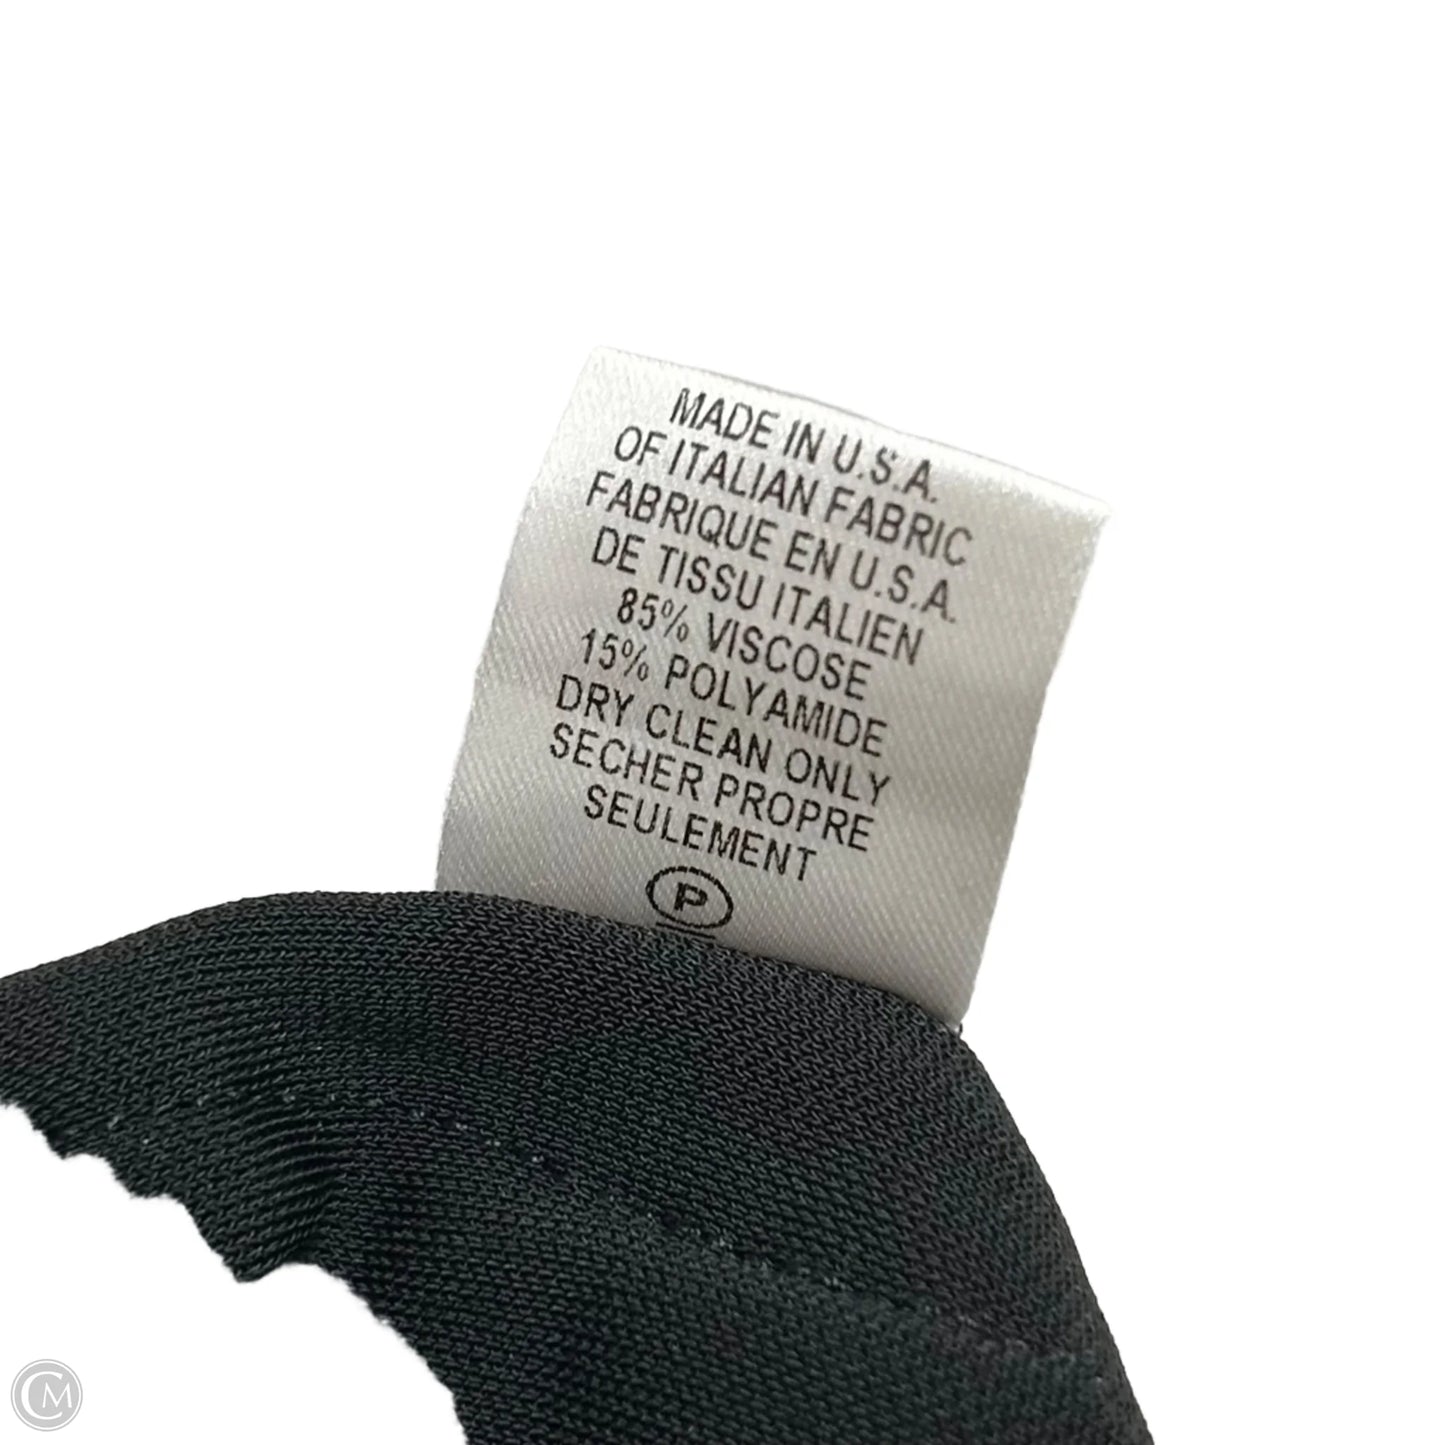 MADE IN U.S.A.
OF ITALIAN FABRIC
FABRIQUE EN U.S.A.
DE TISSU ITALIEN
85% VISCOSE
15% POLYAMIDE
DRY CLEAN ONLY
SECHER PROPRE
SEULEMENT
P
CM